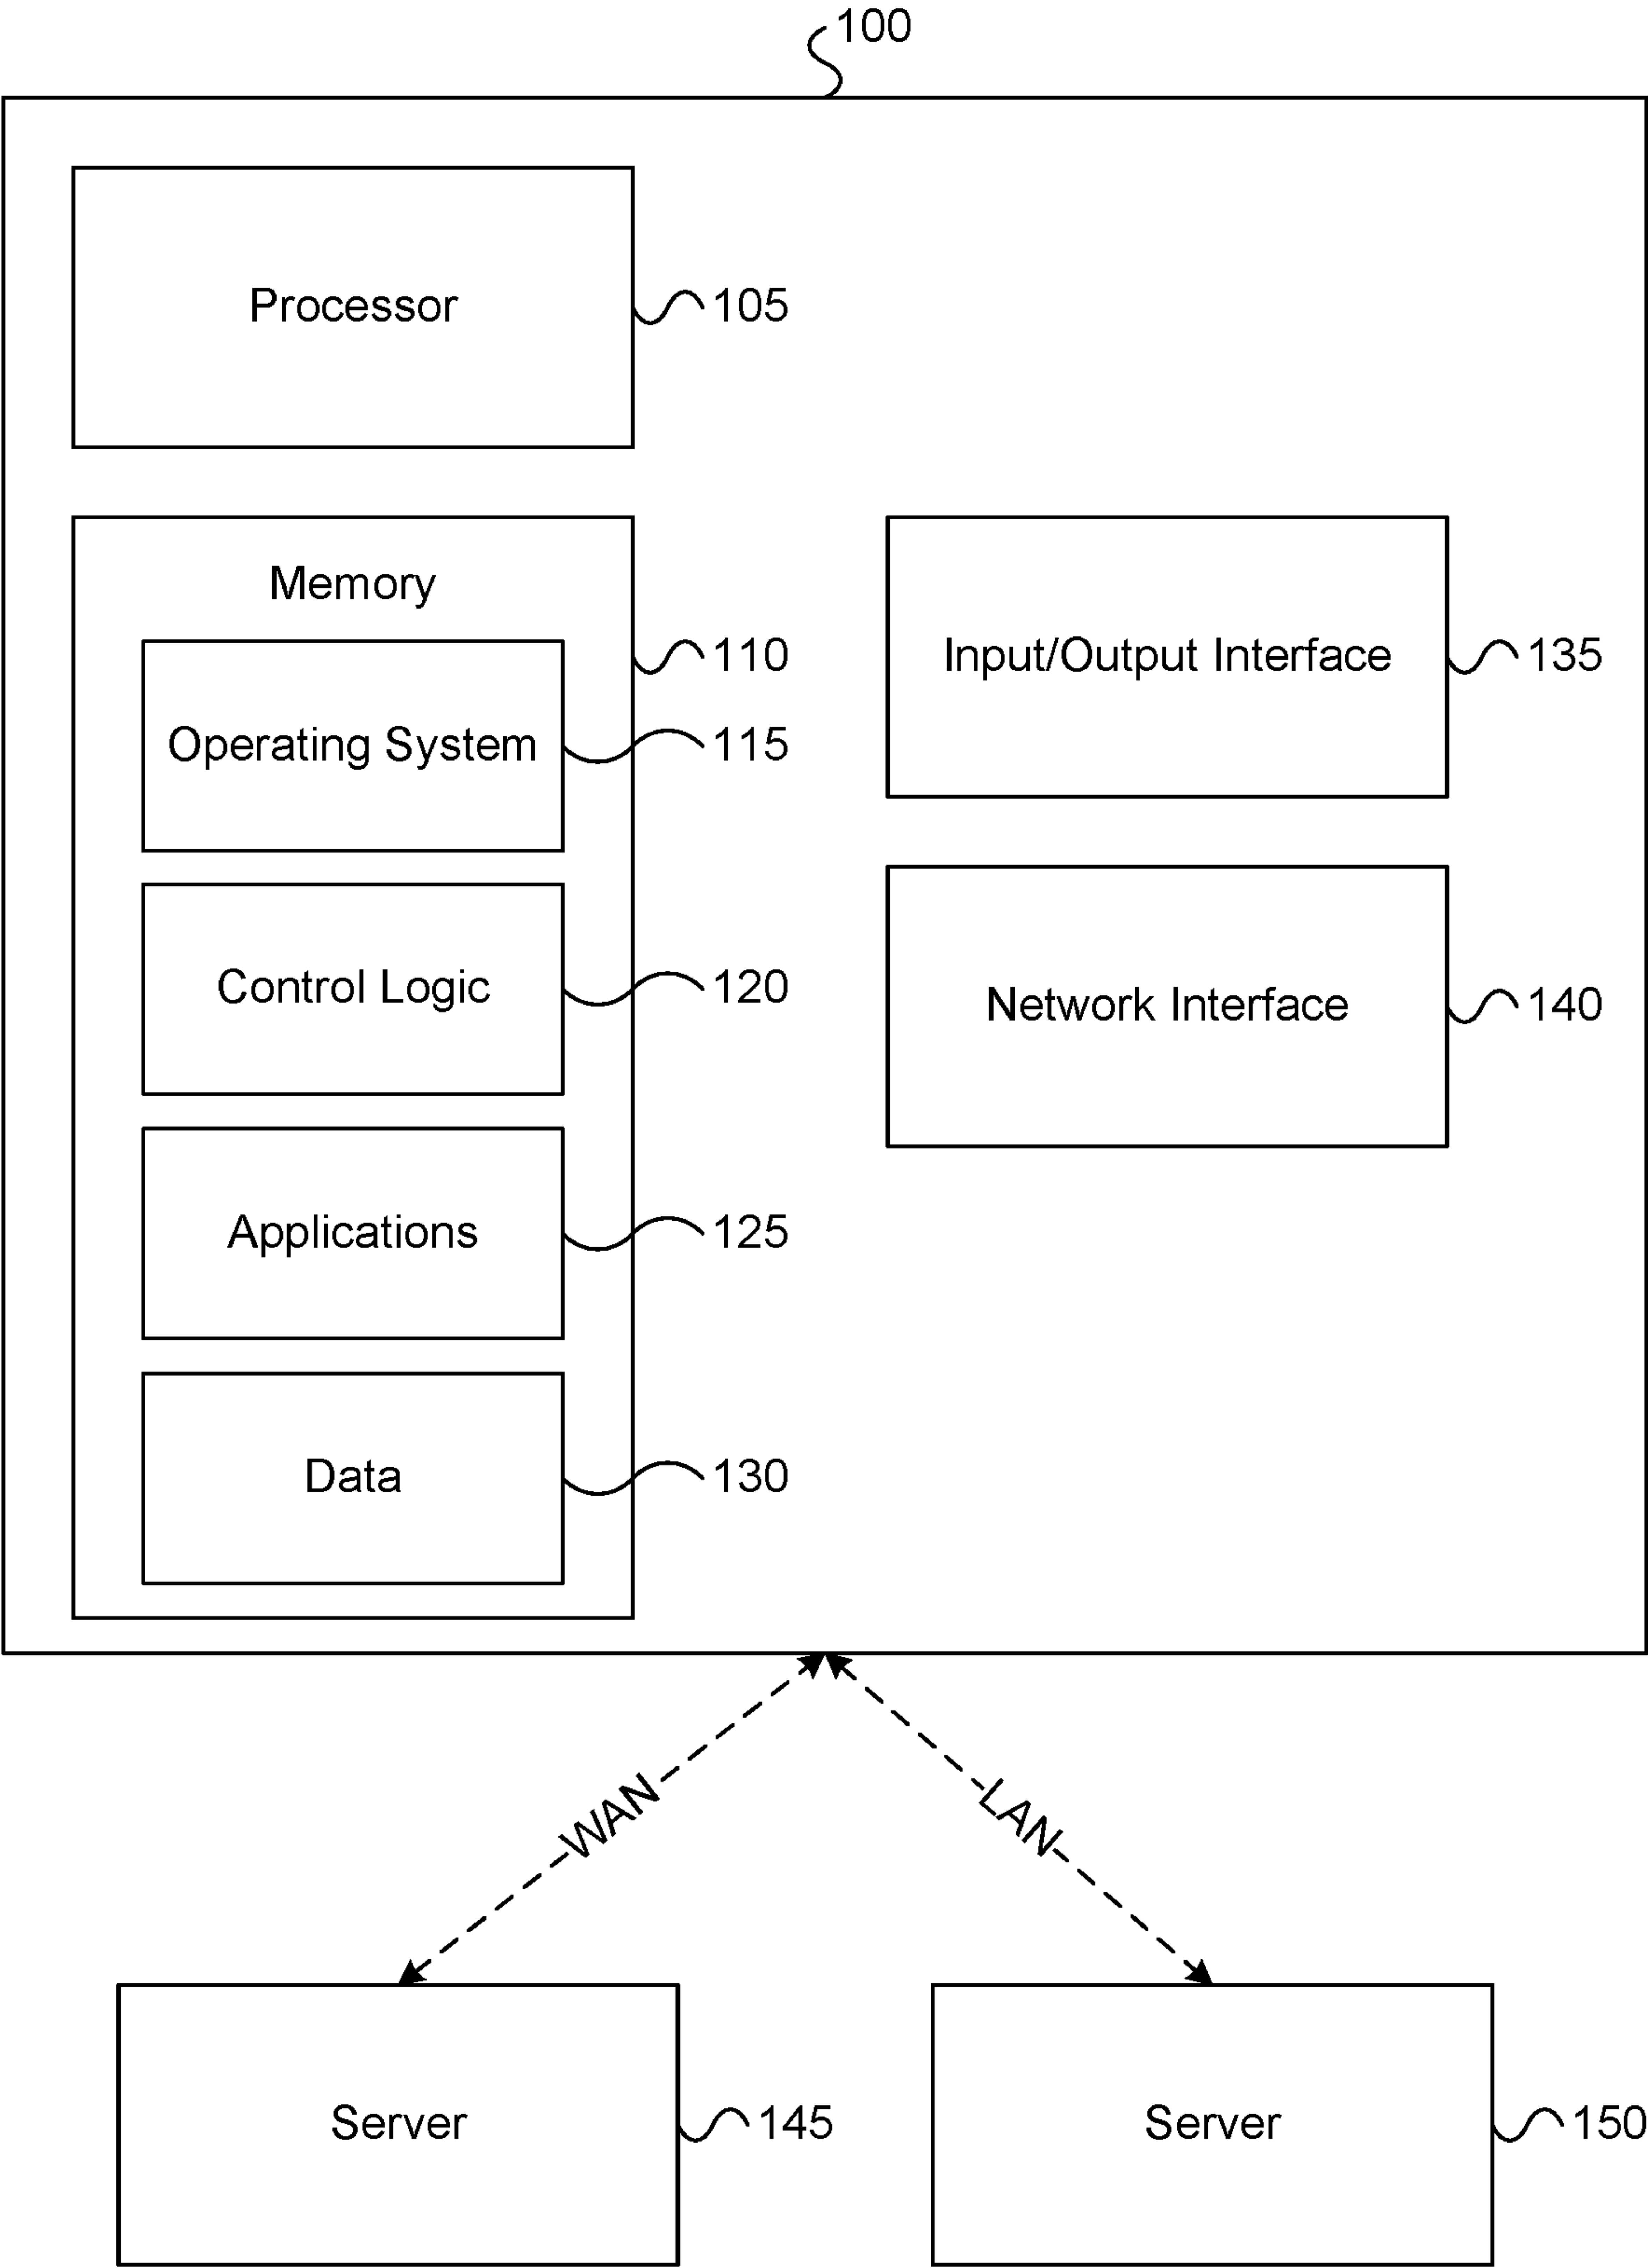 100
Processor
105
Memory
110
Operating System
115
Control Logic
120
Applications
125
Data
130
Input/Output Interface
135
Network Interface
140
WAN
LAN
Server
145
Server
150